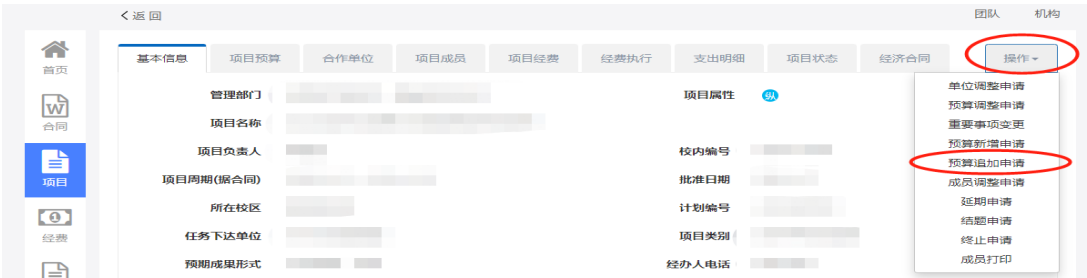 返回
团队 机构
首页
合同
项目
经费
基本信息 项目预算 合作单位 项目成员 项目经费 经费执行 支出明细 项目状态 经济合同 操作
管理部门 项目属性 纵
项目名称
项目负责人 校内编号
项目周期(据合同) 批准日期
所在校区 计划编号
任务下达单位 项目类别
预期成果形式 经办人电话
单位调整申请
预算调整申请
重要事项变更
预算新增申请
预算追加申请
成员调整申请
延期申请
结题申请
终止申请
成员打印